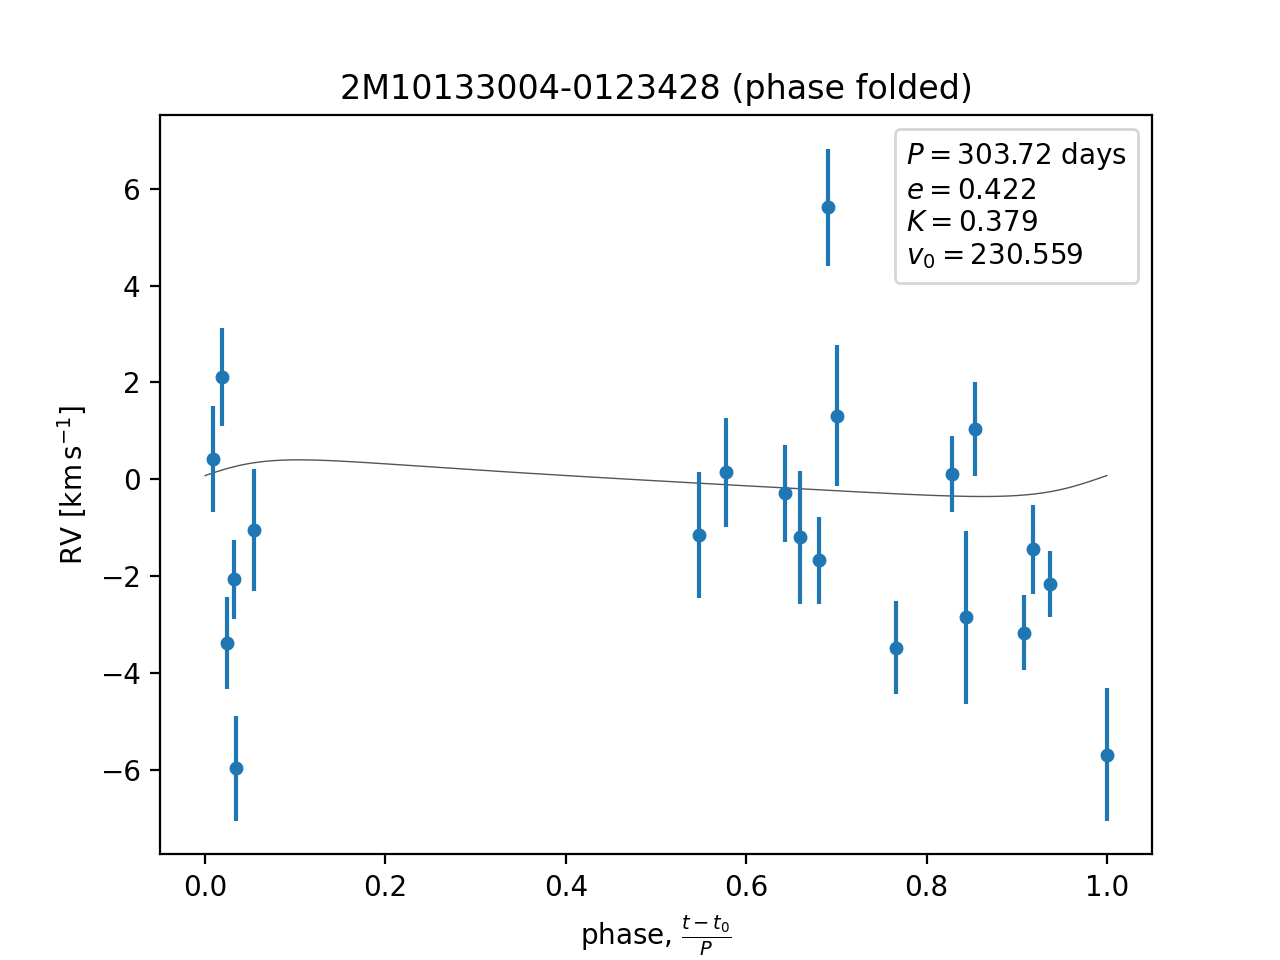 2M10133004-0123428 (phase folded)
P = 303.72 days
e = 0.422
K = 0.379
v₀ = 230.559
RV [km s⁻¹]
6
4
2
0
−2
−4
−6
0.0 0.2 0.4 0.6 0.8 1.0
phase, (t − t₀)/P